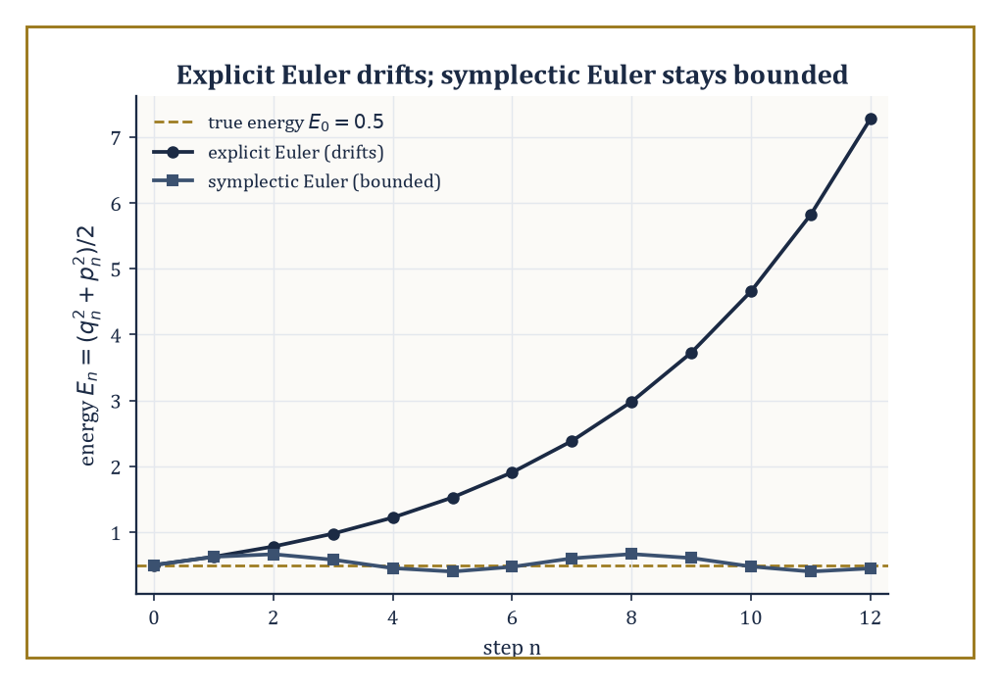 Explicit Euler drifts; symplectic Euler stays bounded
true energy E₀ = 0.5
explicit Euler (drifts)
symplectic Euler (bounded)
energy Eₙ = (qₙ² + pₙ²)/2
7
6
5
4
3
2
1
0 2 4 6 8 10 12
step n